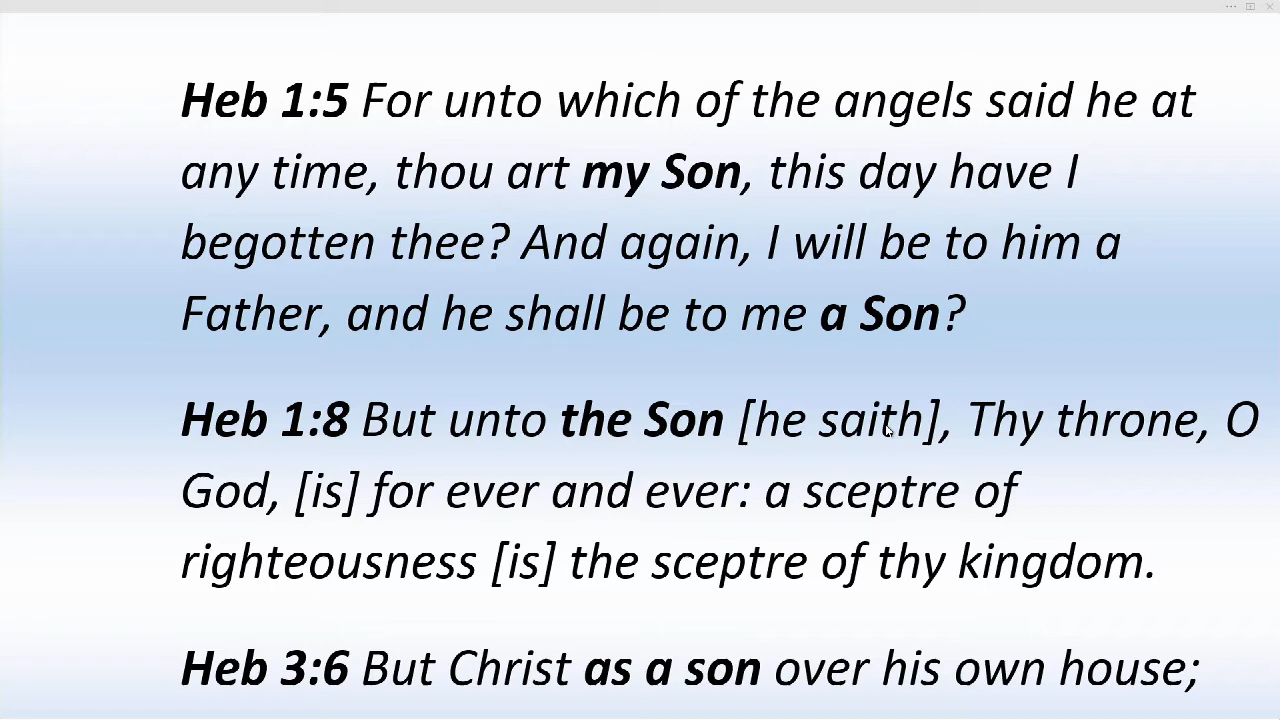 Heb 1:5 For unto which of the angels said he at
any time, thou art my Son, this day have I
begotten thee? And again, I will be to him a
Father, and he shall be to me a Son?
Heb 1:8 But unto the Son [he saith], Thy throne, O
God, [is] for ever and ever: a sceptre of
righteousness [is] the sceptre of thy kingdom.
Heb 3:6 But Christ as a son over his own house;